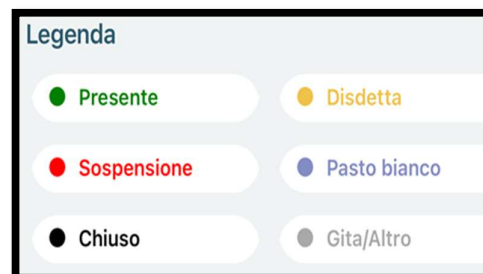 Legenda
Presente
Disdetta
Sospensione
Pasto bianco
Chiuso
Gita/Altro